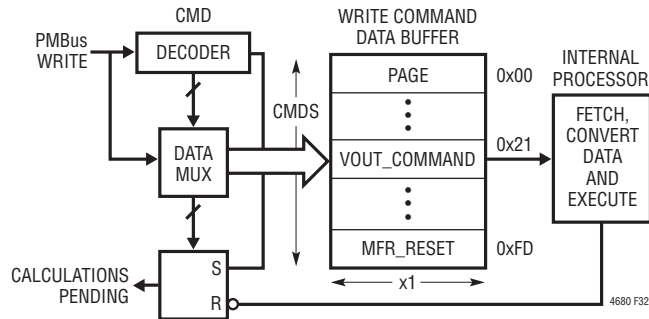 CMD
PMBus
WRITE
DECODER
CMDS
DATA
MUX
S
R
CALCULATIONS
PENDING
WRITE COMMAND
DATA BUFFER
PAGE
0x00
VOUT_COMMAND
0x21
MFR_RESET
0xFD
x1
INTERNAL
PROCESSOR
FETCH,
CONVERT
DATA
AND
EXECUTE
4680 F32